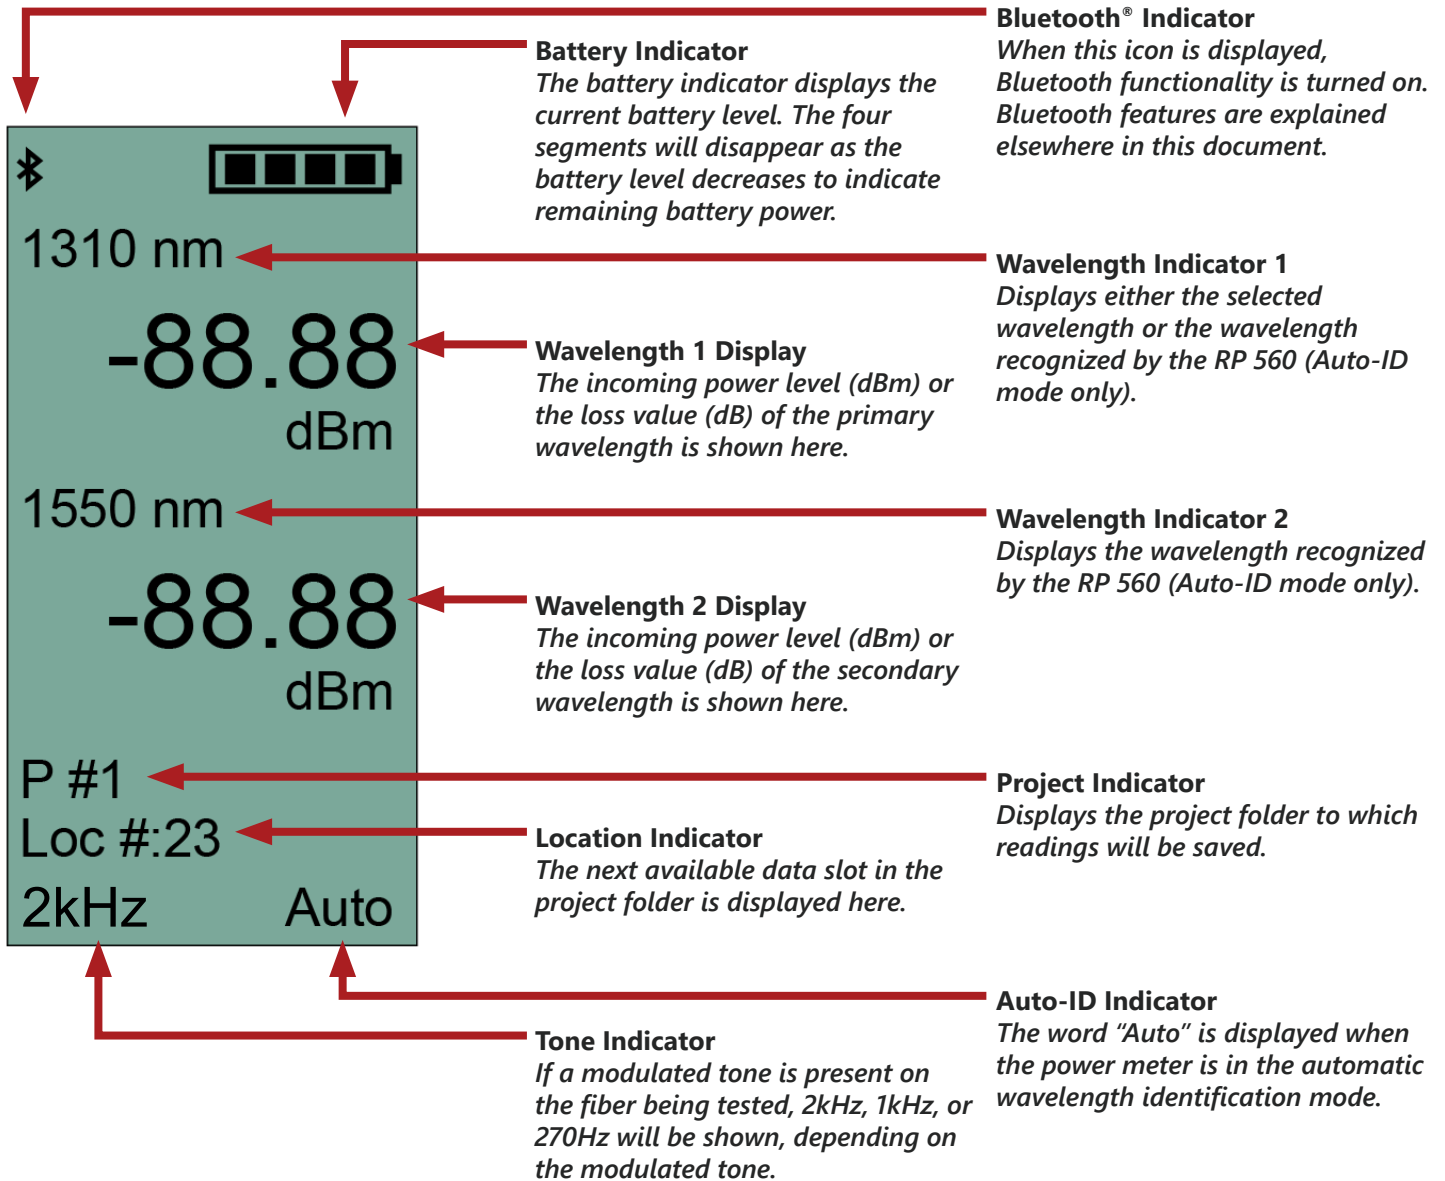 Bluetooth® Indicator
When this icon is displayed,
Bluetooth functionality is turned on.
Bluetooth features are explained
elsewhere in this document.
Battery Indicator
The battery indicator displays the
current battery level. The four
segments will disappear as the
battery level decreases to indicate
remaining battery power.
1310 nm
Wavelength Indicator 1
Displays either the selected
wavelength or the wavelength
recognized by the RP 560 (Auto-ID
mode only).
-88.88
dBm
Wavelength 1 Display
The incoming power level (dBm) or
the loss value (dB) of the primary
wavelength is shown here.
1550 nm
Wavelength Indicator 2
Displays the wavelength recognized
by the RP 560 (Auto-ID mode only).
-88.88
dBm
Wavelength 2 Display
The incoming power level (dBm) or
the loss value (dB) of the secondary
wavelength is shown here.
P #1
Project Indicator
Displays the project folder to which
readings will be saved.
Loc #:23
Location Indicator
The next available data slot in the
project folder is displayed here.
2kHz
Auto
Auto-ID Indicator
The word “Auto” is displayed when
the power meter is in the automatic
wavelength identification mode.
Tone Indicator
If a modulated tone is present on
the fiber being tested, 2kHz, 1kHz, or
270Hz will be shown, depending on
the modulated tone.